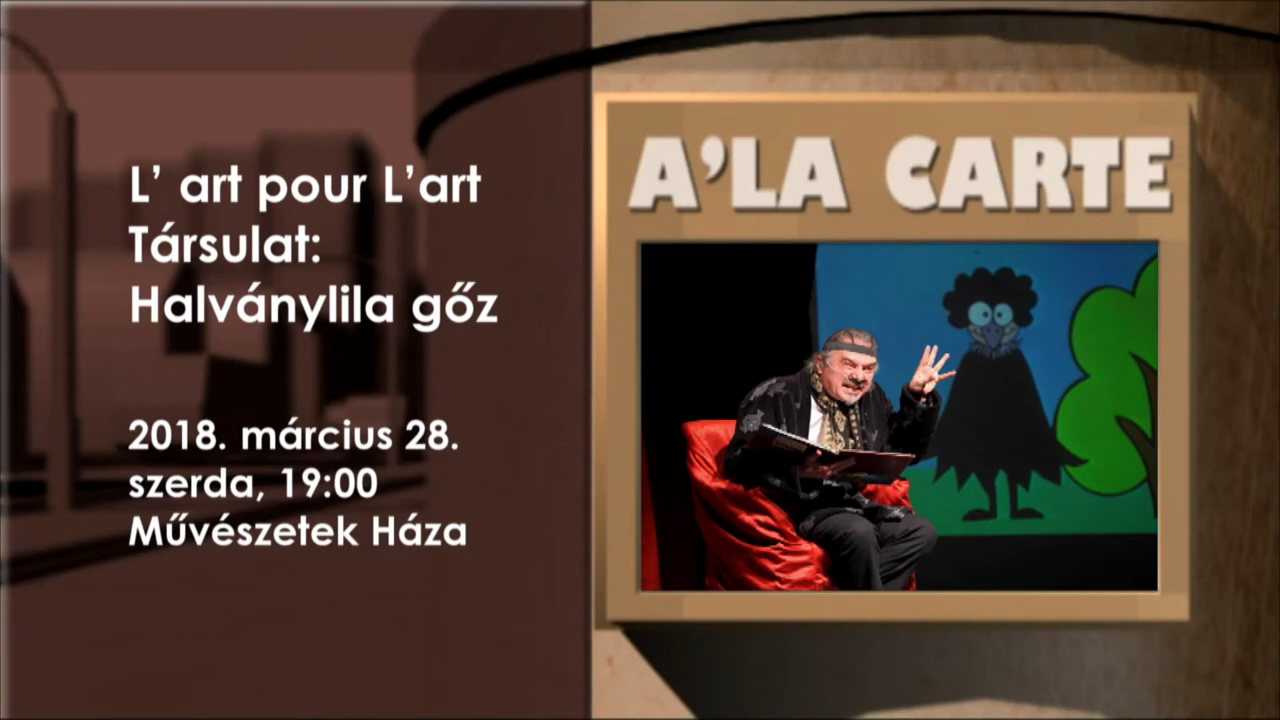 L' art pour L'art
Társulat:
Halványlila gőz
2018. március 28.
szerda, 19:00
Művészetek Háza
A'LA CARTE